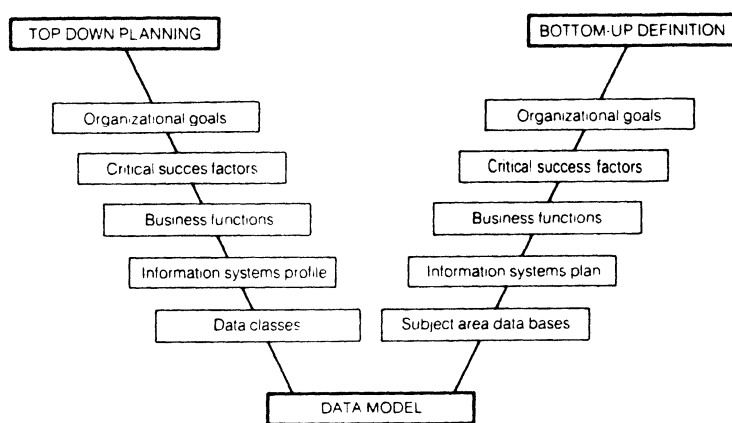 TOP DOWN PLANNING
Organizational goals
Critical succes factors
Business functions
Information systems profile
Data classes
BOTTOM-UP DEFINITION
Organizational goals
Critical success factors
Business functions
Information systems plan
Subject area data bases
DATA MODEL